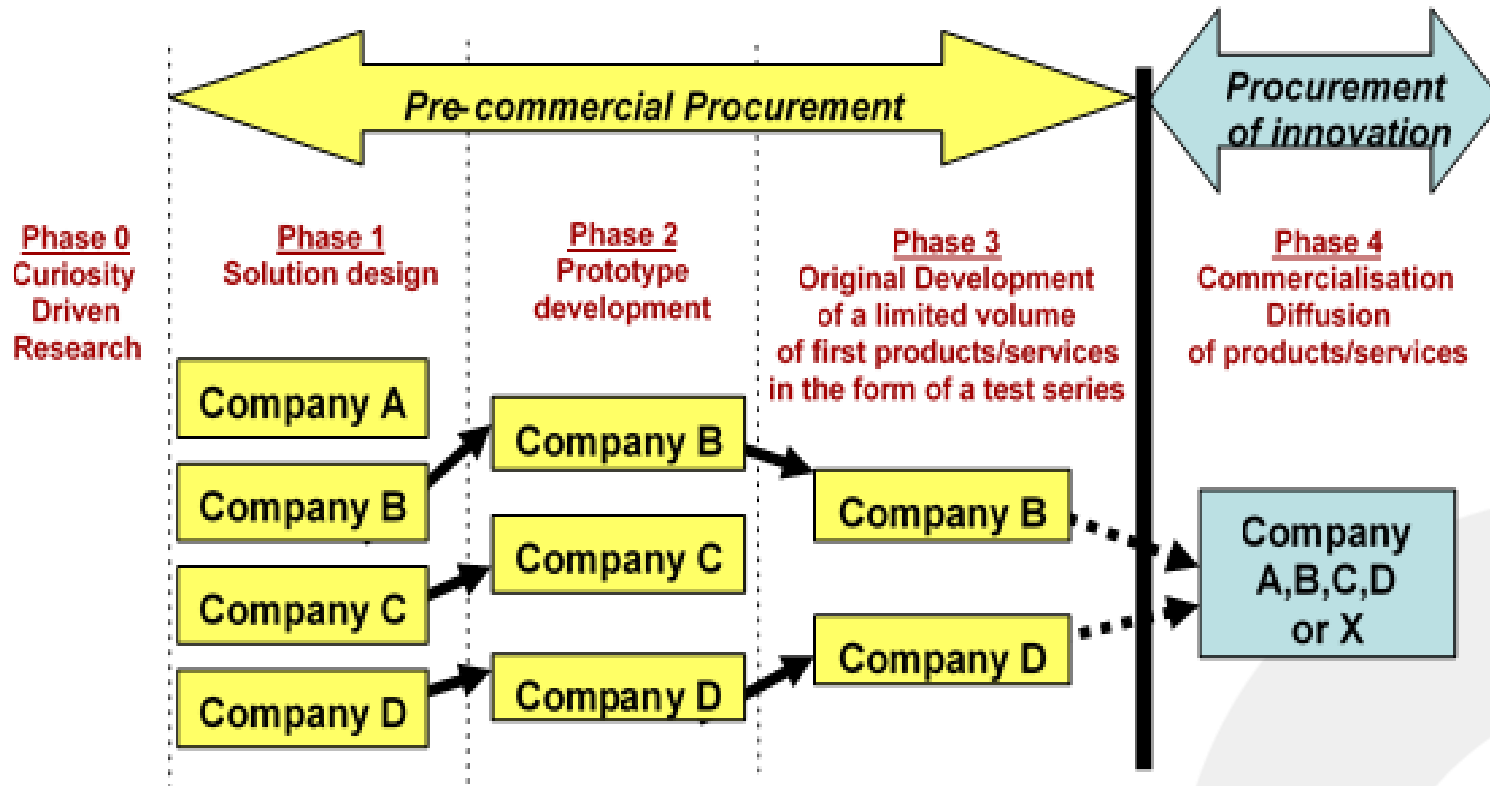 Pre-commercial Procurement
Procurement
of innovation
Phase 0
Curiosity
Driven
Research
Phase 1
Solution design
Phase 2
Prototype
development
Phase 3
Original Development
of a limited volume
of first products/services
in the form of a test series
Phase 4
Commercialisation
Diffusion
of products/services
Company A
Company B
Company C
Company D
Company B
Company C
Company D
Company B
Company D
Company
A,B,C,D
or X